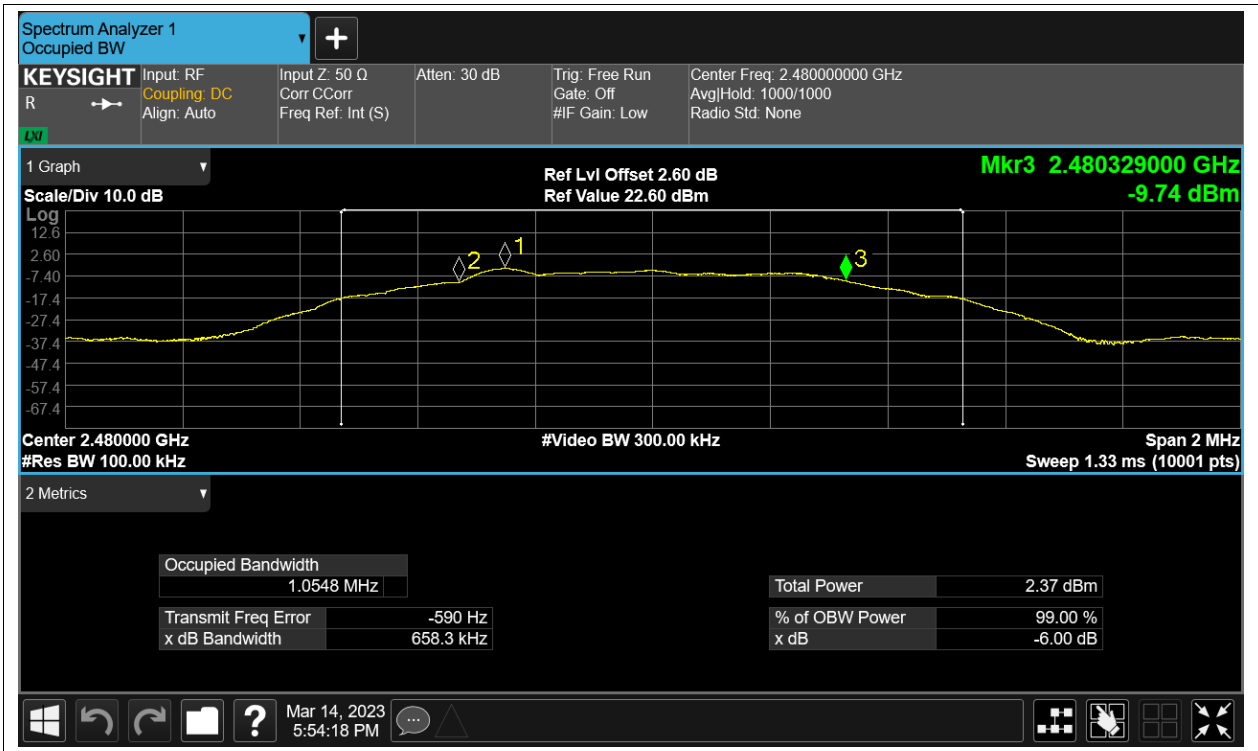 Spectrum Analyzer 1
Occupied BW
KEYSIGHT
R
LXI
Input: RF
Coupling: DC
Align: Auto
Input Z: 50 Ω
Corr CCorr
Freq Ref: Int (S)
Atten: 30 dB
Trig: Free Run
Gate: Off
#IF Gain: Low
Center Freq: 2.480000000 GHz
Avg|Hold: 1000/1000
Radio Std: None
1 Graph
Scale/Div 10.0 dB
Ref Lvl Offset 2.60 dB
Ref Value 22.60 dBm
Mkr3 2.480329000 GHz
-9.74 dBm
Log
12.6
2.60
-7.40
-17.4
-27.4
-37.4
-47.4
-57.4
-67.4
2
1
3
Center 2.480000 GHz
#Res BW 100.00 kHz
#Video BW 300.00 kHz
Span 2 MHz
Sweep 1.33 ms (10001 pts)
2 Metrics
Occupied Bandwidth
1.0548 MHz
Transmit Freq Error -590 Hz
x dB Bandwidth 658.3 kHz
Total Power 2.37 dBm
% of OBW Power 99.00 %
x dB -6.00 dB
?
Mar 14, 2023
5:54:18 PM